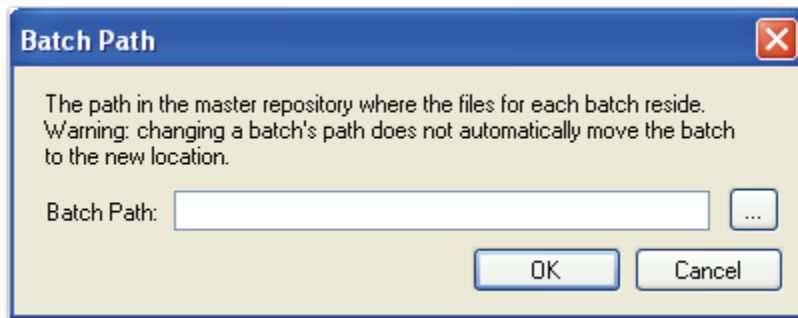 Batch Path
The path in the master repository where the files for each batch reside.
Warning: changing a batch's path does not automatically move the batch
to the new location.
Batch Path:
...
OK Cancel